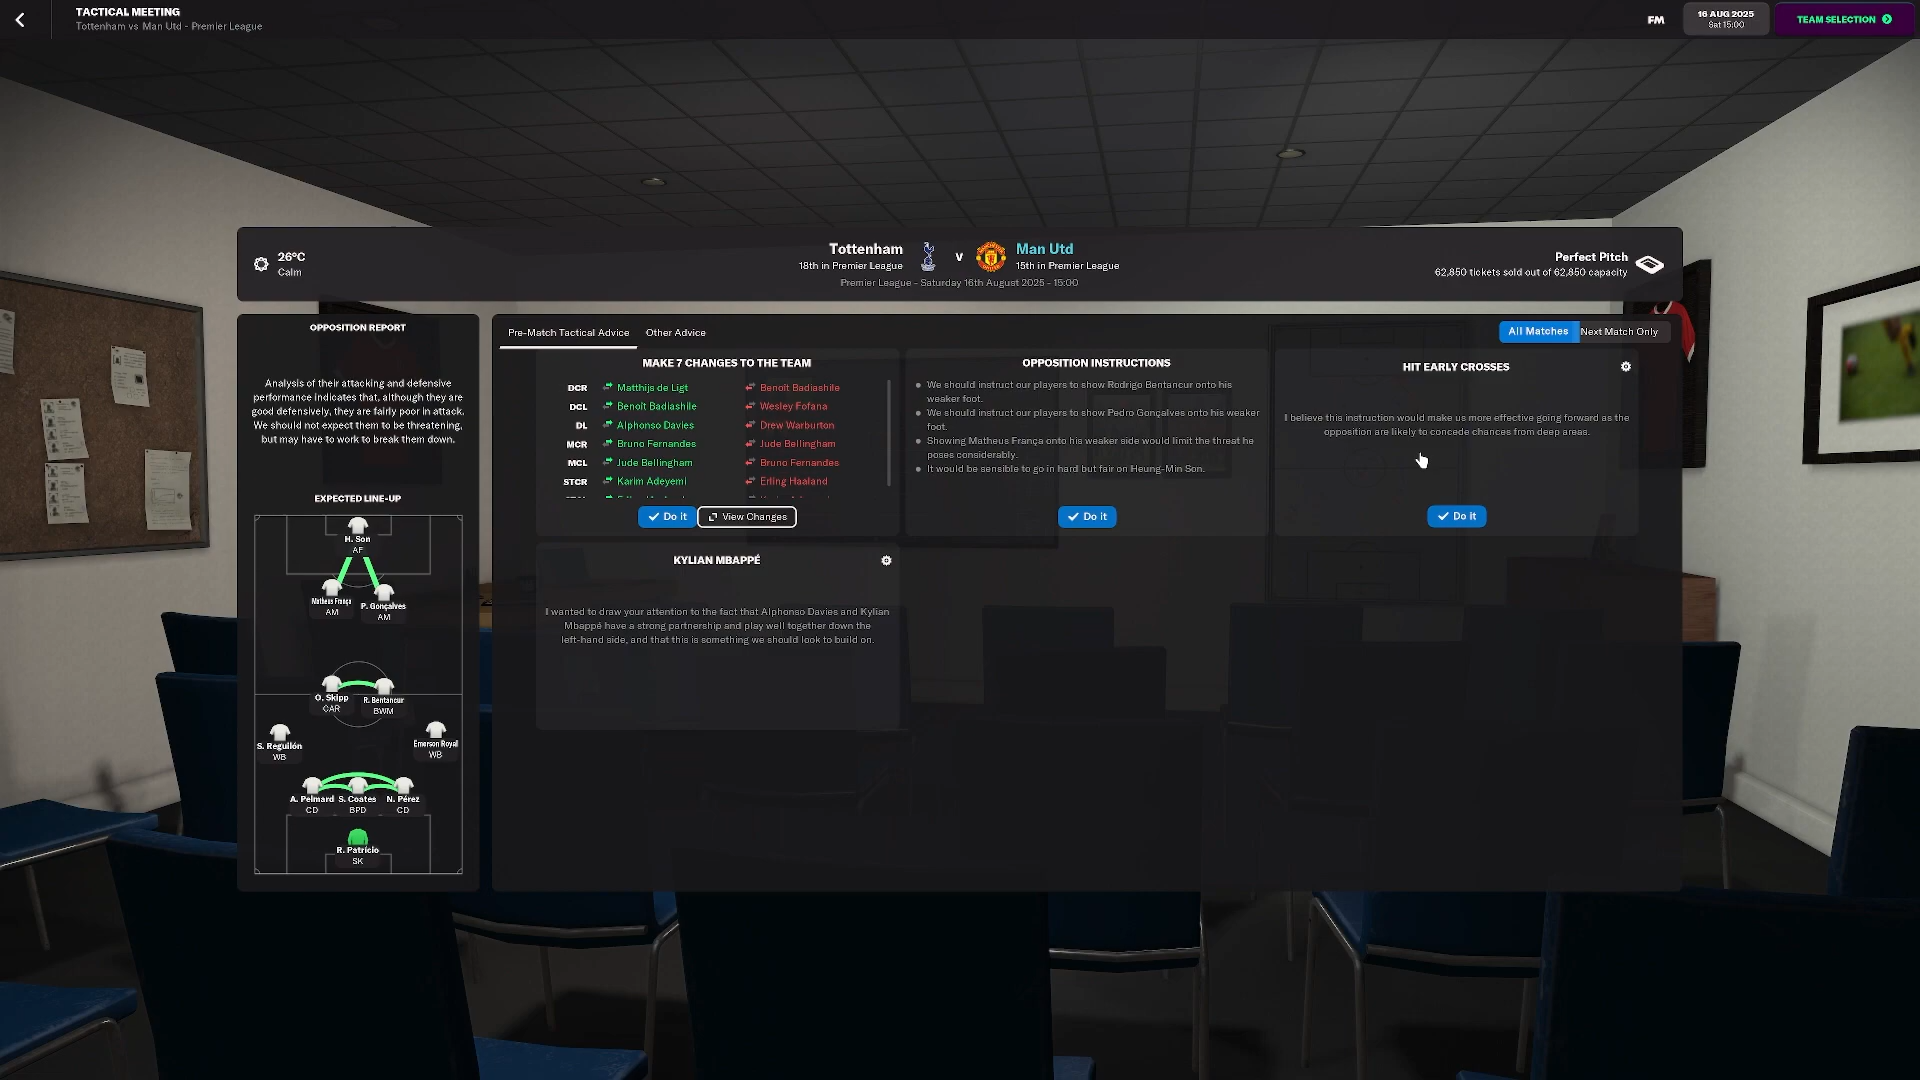 TACTICAL MEETING
Tottenham vs Man Utd - Premier League
FM
16 AUG 2025
Sat 15:00
TEAM SELECTION
26°C
Calm
Tottenham
18th in Premier League
v
Man Utd
15th in Premier League
Premier League - Saturday 16th August 2025 - 15:00
Perfect Pitch
62,850 tickets sold out of 62,850 capacity
OPPOSITION REPORT
Analysis of their attacking and defensive
performance indicates that, although they are
good defensively, they are fairly poor in attack.
We should not expect them to be threatening,
but may have to work to break them down.
EXPECTED LINE-UP
H. Son
AF
Matheus França
AM
P. Gonçalves
AM
O. Skipp
CAR
R. Bentancur
BWM
S. Reguilón
WB
Emerson Royal
WB
A. Pelmard
CD
S. Coates
BPD
N. Pérez
CD
R. Patrício
SK
Pre-Match Tactical Advice
Other Advice
All Matches
Next Match Only
MAKE 7 CHANGES TO THE TEAM
DCR Matthijs de Ligt Benoît Badiashile
DCL Benoît Badiashile Wesley Fofana
DL Alphonso Davies Drew Warburton
MCR Bruno Fernandes Jude Bellingham
MCL Jude Bellingham Bruno Fernandes
STCR Karim Adeyemi Erling Haaland
Do it
View Changes
OPPOSITION INSTRUCTIONS
We should instruct our players to show Rodrigo Bentancur onto his
weaker foot.
We should instruct our players to show Pedro Gonçalves onto his weaker
foot.
Showing Matheus França onto his weaker side would limit the threat he
poses considerably.
It would be sensible to go in hard but fair on Heung-Min Son.
Do it
HIT EARLY CROSSES
I believe this instruction would make us more effective going forward as the
opposition are likely to concede chances from deep areas.
Do it
KYLIAN MBAPPÉ
I wanted to draw your attention to the fact that Alphonso Davies and Kylian
Mbappé have a strong partnership and play well together down the
left-hand side, and that this is something we should look to build on.